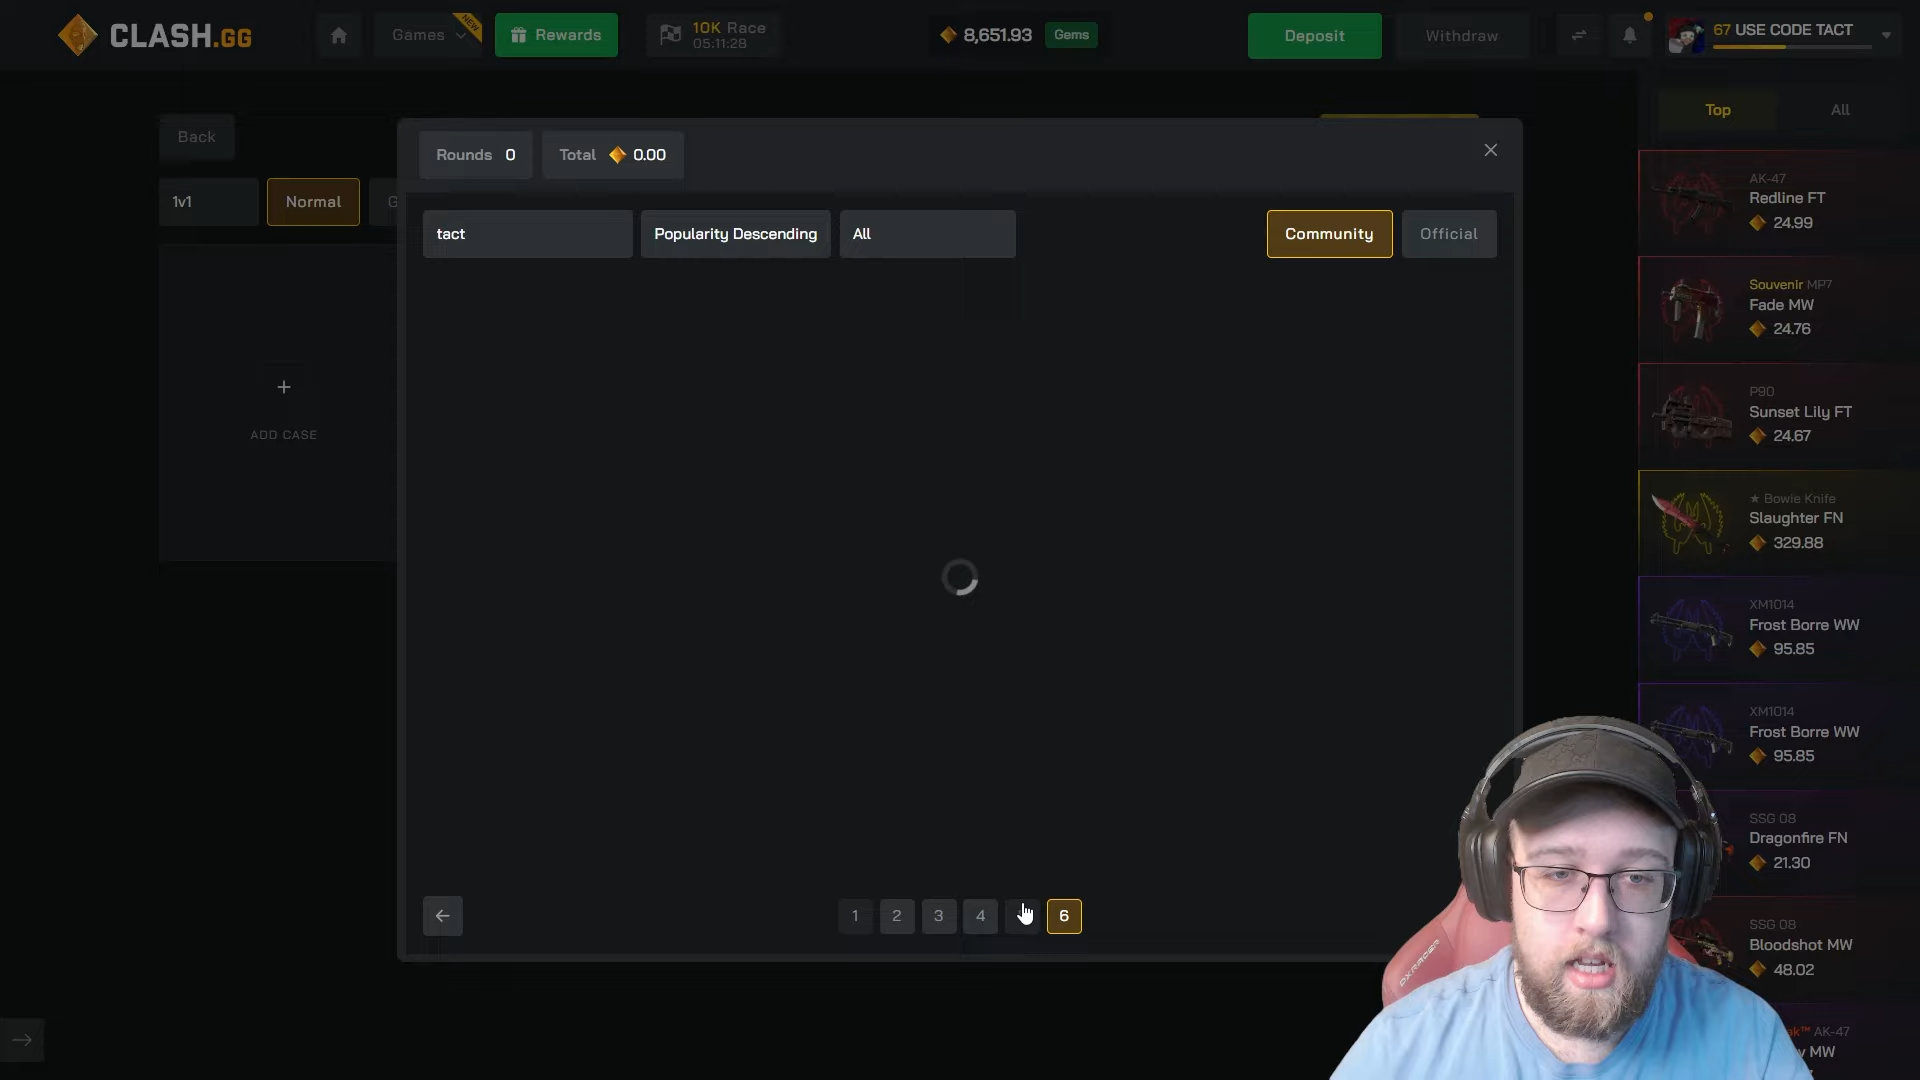 CLASH.GG
Games
NEW
Rewards
10K Race
05:11:28
8,651.93
Gems
Deposit
Withdraw
67 USE CODE TACT
Back
1v1
Normal
G
ADD CASE
Rounds 0
Total 0.00
tact
Popularity Descending
All
Community
Official
1
2
3
4
6
Top
All
AK-47
Redline FT
24.99
Souvenir MP7
Fade MW
24.76
P90
Sunset Lily FT
24.67
★ Bowie Knife
Slaughter FN
329.88
XM1014
Frost Borre WW
95.85
XM1014
Frost Borre WW
95.85
SSG 08
Dragonfire FN
21.30
SSG 08
Bloodshot MW
48.02
ak™ AK-47
y MW
DXRACER